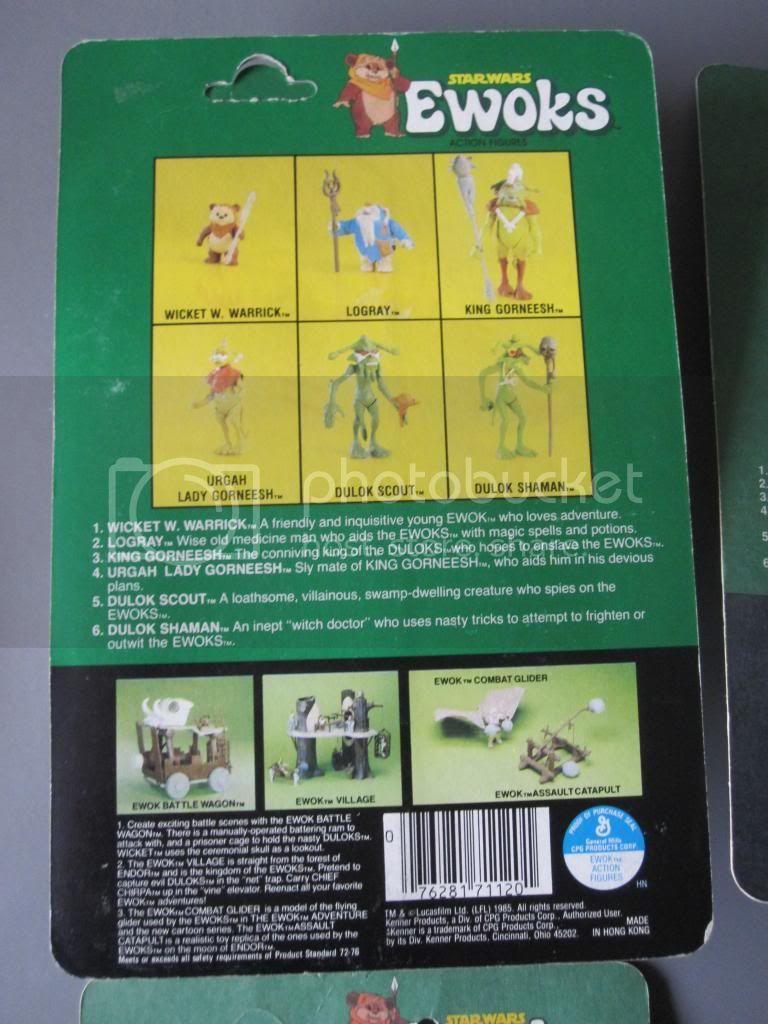 STAR WARS
EWOKS™
ACTION FIGURES
WICKET W. WARRICK™
LOGRAY™
KING GORNEESH™
URGAH
LADY GORNEESH™
DULOK SCOUT™
DULOK SHAMAN™
photobucket
1. WICKET W. WARRICK™ A friendly and inquisitive young EWOK™ who loves adventure.
2. LOGRAY™ Wise old medicine man who aids the EWOKS™ with magic spells and potions.
3. KING GORNEESH™ The conniving king of the DULOKS™ who hopes to enslave the EWOKS™.
4. URGAH LADY GORNEESH™ Sly mate of KING GORNEESH™, who aids him in his devious
plans.
5. DULOK SCOUT™ A loathsome, villainous, swamp-dwelling creature who spies on the
EWOKS™.
6. DULOK SHAMAN™ An inept "witch doctor" who uses nasty tricks to attempt to frighten or
outwit the EWOKS™.
EWOK BATTLE WAGON™
EWOK™ VILLAGE
EWOK™ COMBAT GLIDER
EWOK™ ASSAULT CATAPULT
1. Create exciting battle scenes with the EWOK BATTLE
WAGON™. There is a manually-operated battering ram to
attack with, and a prisoner cage to hold the nasty DULOKS™.
WICKET™ uses the ceremonial skull as a lookout.
2. The EWOK™ VILLAGE is straight from the forest of
ENDOR™ and is the kingdom of the EWOKS™. Pretend to
capture evil DULOKS™ in the "net" trap. Carry CHIEF
CHIRPA™ up in the "vine" elevator. Reenact all your favorite
EWOK™ adventures!
3. The EWOK™ COMBAT GLIDER is a model of the flying
glider used by the EWOKS™ in THE EWOK™ ADVENTURE
and the new cartoon series. The EWOK™ ASSAULT
CATAPULT is a realistic toy replica of the ones used by the
EWOKS™ on the moon of ENDOR™.
Meets or exceeds all safety requirements of Product Standard 72-76
0
76281 71120
PROOF OF PURCHASE SEAL
General Mills
CPG PRODUCTS CORP
EWOK™
ACTION
FIGURES
HN
TM & © Lucasfilm Ltd. (LFL) 1985. All rights reserved.
Kenner Products, a Div. of CPG Products Corp., Authorized User.
Kenner is a trademark of CPG Products Corp.,
by its Div. Kenner Products, Cincinnati, Ohio 45202.
MADE
IN HONG KONG
1.
2.
3.
4
5
6
STAR WARS